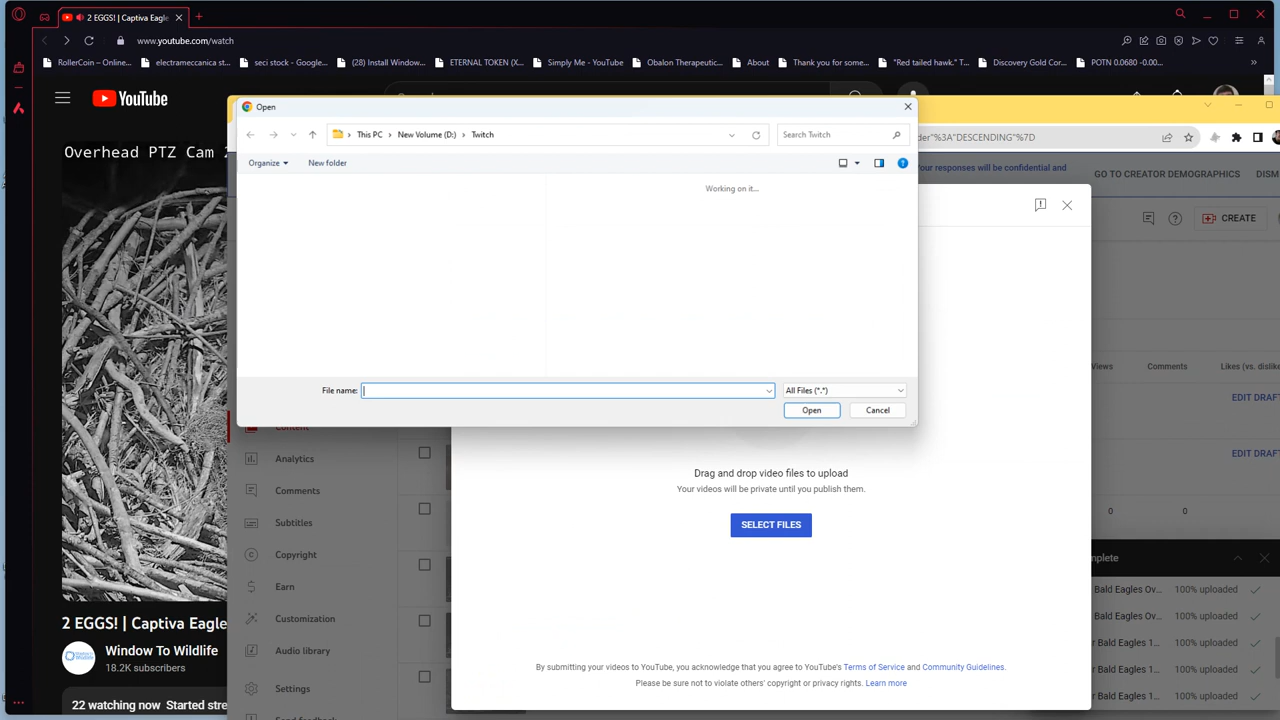 2 EGGS! | Captiva Eagle
www.youtube.com/watch
RollerCoin – Online...
electrameccanica st...
seci stock - Google...
(28) Install Window...
ETERNAL TOKEN (X...
Simply Me - YouTube
Obalon Therapeutic...
About
Thank you for some...
"Red tailed hawk." T...
Discovery Gold Cor...
POTN 0.0680 -0.00...
YouTube
Overhead PTZ Cam
Open
This PC
New Volume (D:)
Twitch
Search Twitch
der"%3A"DESCENDING"%7D
Organize
New folder
Working on it...
our responses will be confidential and
GO TO CREATOR DEMOGRAPHICS
DISM
CREATE
Views
Comments
Likes (vs. dislike
File name:
All Files (*.*)
Open
Cancel
EDIT DRAF
Content
EDIT DRAF
Analytics
Drag and drop video files to upload
Your videos will be private until you publish them.
Comments
0
0
Subtitles
SELECT FILES
Copyright
mplete
Earn
Bald Eagles Ov...
100% uploaded
Customization
Bald Eagles Ov...
100% uploaded
2 EGGS! | Captiva Eagle
Window To Wildlife
18.2K subscribers
Audio library
r Bald Eagles 1...
100% uploaded
By submitting your videos to YouTube, you acknowledge that you agree to YouTube's Terms of Service and Community Guidelines.
r Bald Eagles 1...
100% uploaded
Please be sure not to violate others' copyright or privacy rights. Learn more
Settings
r Bald Eagles 1...
100% uploaded
22 watching now Started stre
Send feedback